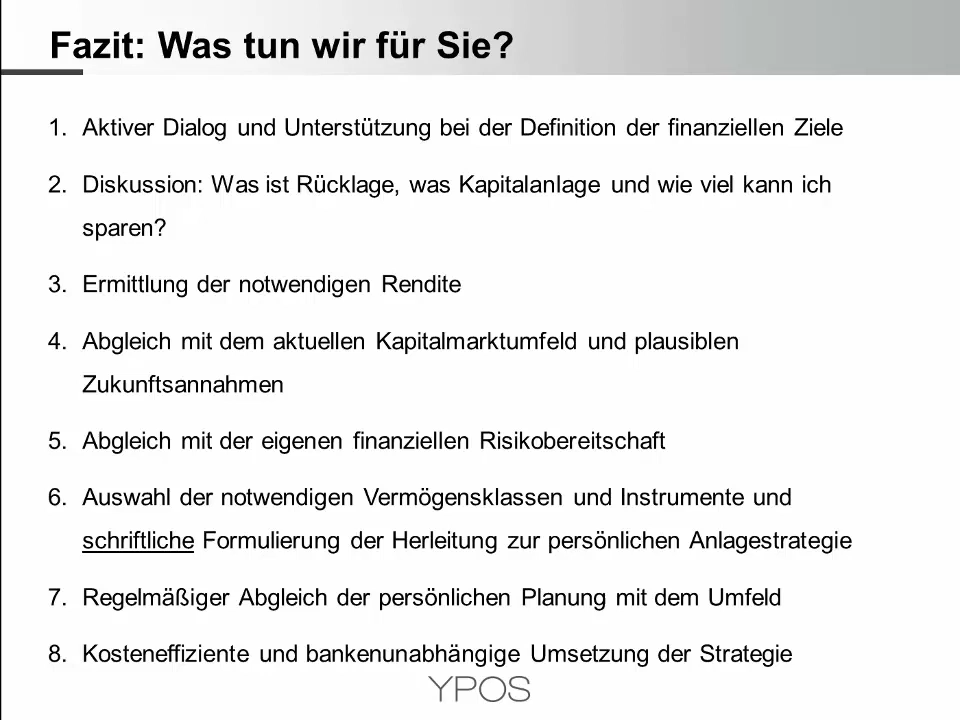 Fazit: Was tun wir für Sie?
1. Aktiver Dialog und Unterstützung bei der Definition der finanziellen Ziele
2. Diskussion: Was ist Rücklage, was Kapitalanlage und wie viel kann ich
sparen?
3. Ermittlung der notwendigen Rendite
4. Abgleich mit dem aktuellen Kapitalmarktumfeld und plausiblen
Zukunftsannahmen
5. Abgleich mit der eigenen finanziellen Risikobereitschaft
6. Auswahl der notwendigen Vermögensklassen und Instrumente und
schriftliche Formulierung der Herleitung zur persönlichen Anlagestrategie
7. Regelmäßiger Abgleich der persönlichen Planung mit dem Umfeld
8. Kosteneffiziente und bankenunabhängige Umsetzung der Strategie
YPOS